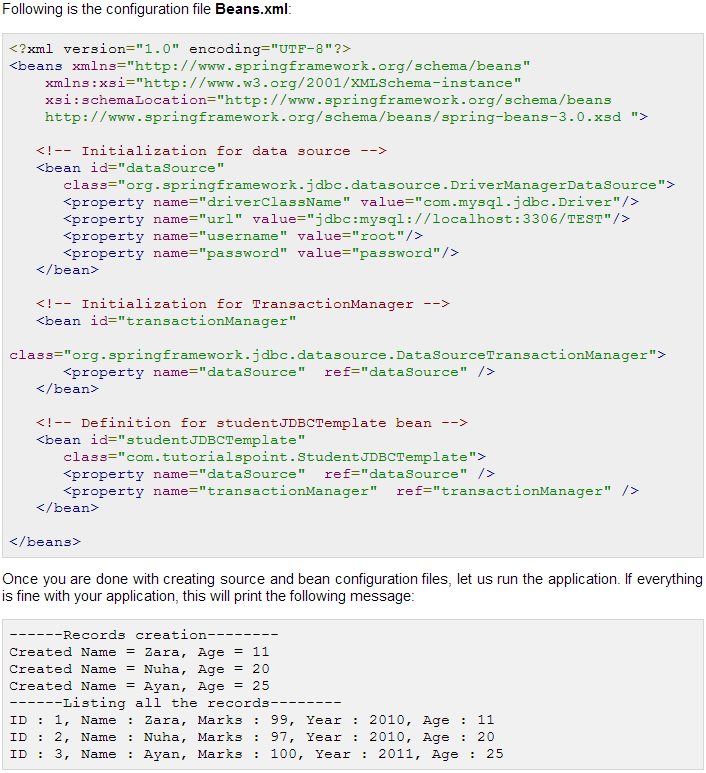 Following is the configuration file Beans.xml:
<?xml version="1.0" encoding="UTF-8"?>
<beans xmlns="http://www.springframework.org/schema/beans"
    xmlns:xsi="http://www.w3.org/2001/XMLSchema-instance"
    xsi:schemaLocation="http://www.springframework.org/schema/beans
    http://www.springframework.org/schema/beans/spring-beans-3.0.xsd ">
   <!-- Initialization for data source -->
   <bean id="dataSource"
      class="org.springframework.jdbc.datasource.DriverManagerDataSource">
      <property name="driverClassName" value="com.mysql.jdbc.Driver"/>
      <property name="url" value="jdbc:mysql://localhost:3306/TEST"/>
      <property name="username" value="root"/>
      <property name="password" value="password"/>
   </bean>
   <!-- Initialization for TransactionManager -->
   <bean id="transactionManager"
class="org.springframework.jdbc.datasource.DataSourceTransactionManager">
      <property name="dataSource"  ref="dataSource" />
   </bean>
   <!-- Definition for studentJDBCTemplate bean -->
   <bean id="studentJDBCTemplate"
      class="com.tutorialspoint.StudentJDBCTemplate">
      <property name="dataSource"  ref="dataSource" />
      <property name="transactionManager"  ref="transactionManager" />
   </bean>
</beans>
Once you are done with creating source and bean configuration files, let us run the application. If everything
is fine with your application, this will print the following message:
------Records creation--------
Created Name = Zara, Age = 11
Created Name = Nuha, Age = 20
Created Name = Ayan, Age = 25
------Listing all the records--------
ID : 1, Name : Zara, Marks : 99, Year : 2010, Age : 11
ID : 2, Name : Nuha, Marks : 97, Year : 2010, Age : 20
ID : 3, Name : Ayan, Marks : 100, Year : 2011, Age : 25